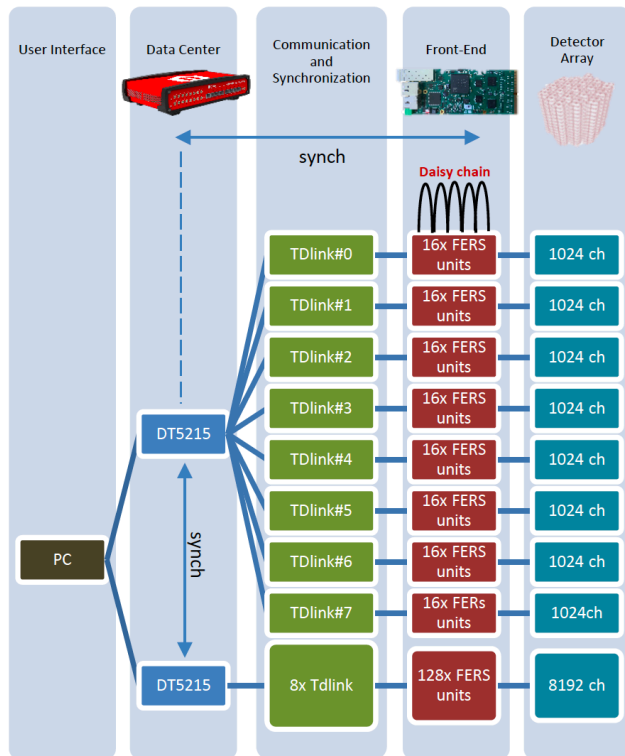 User Interface
Data Center
Communication
and
Synchronization
Front-End
Detector
Array
synch
Daisy chain
TDlink#0
16x FERS
units
1024 ch
TDlink#1
16x FERS
units
1024 ch
TDlink#2
16x FERS
units
1024 ch
TDlink#3
16x FERS
units
1024 ch
DT5215
TDlink#4
16x FERS
units
1024 ch
TDlink#5
16x FERS
units
1024 ch
synch
PC
TDlink#6
16x FERS
units
1024 ch
TDlink#7
16x FERs
units
1024ch
DT5215
8x Tdlink
128x FERS
units
8192 ch